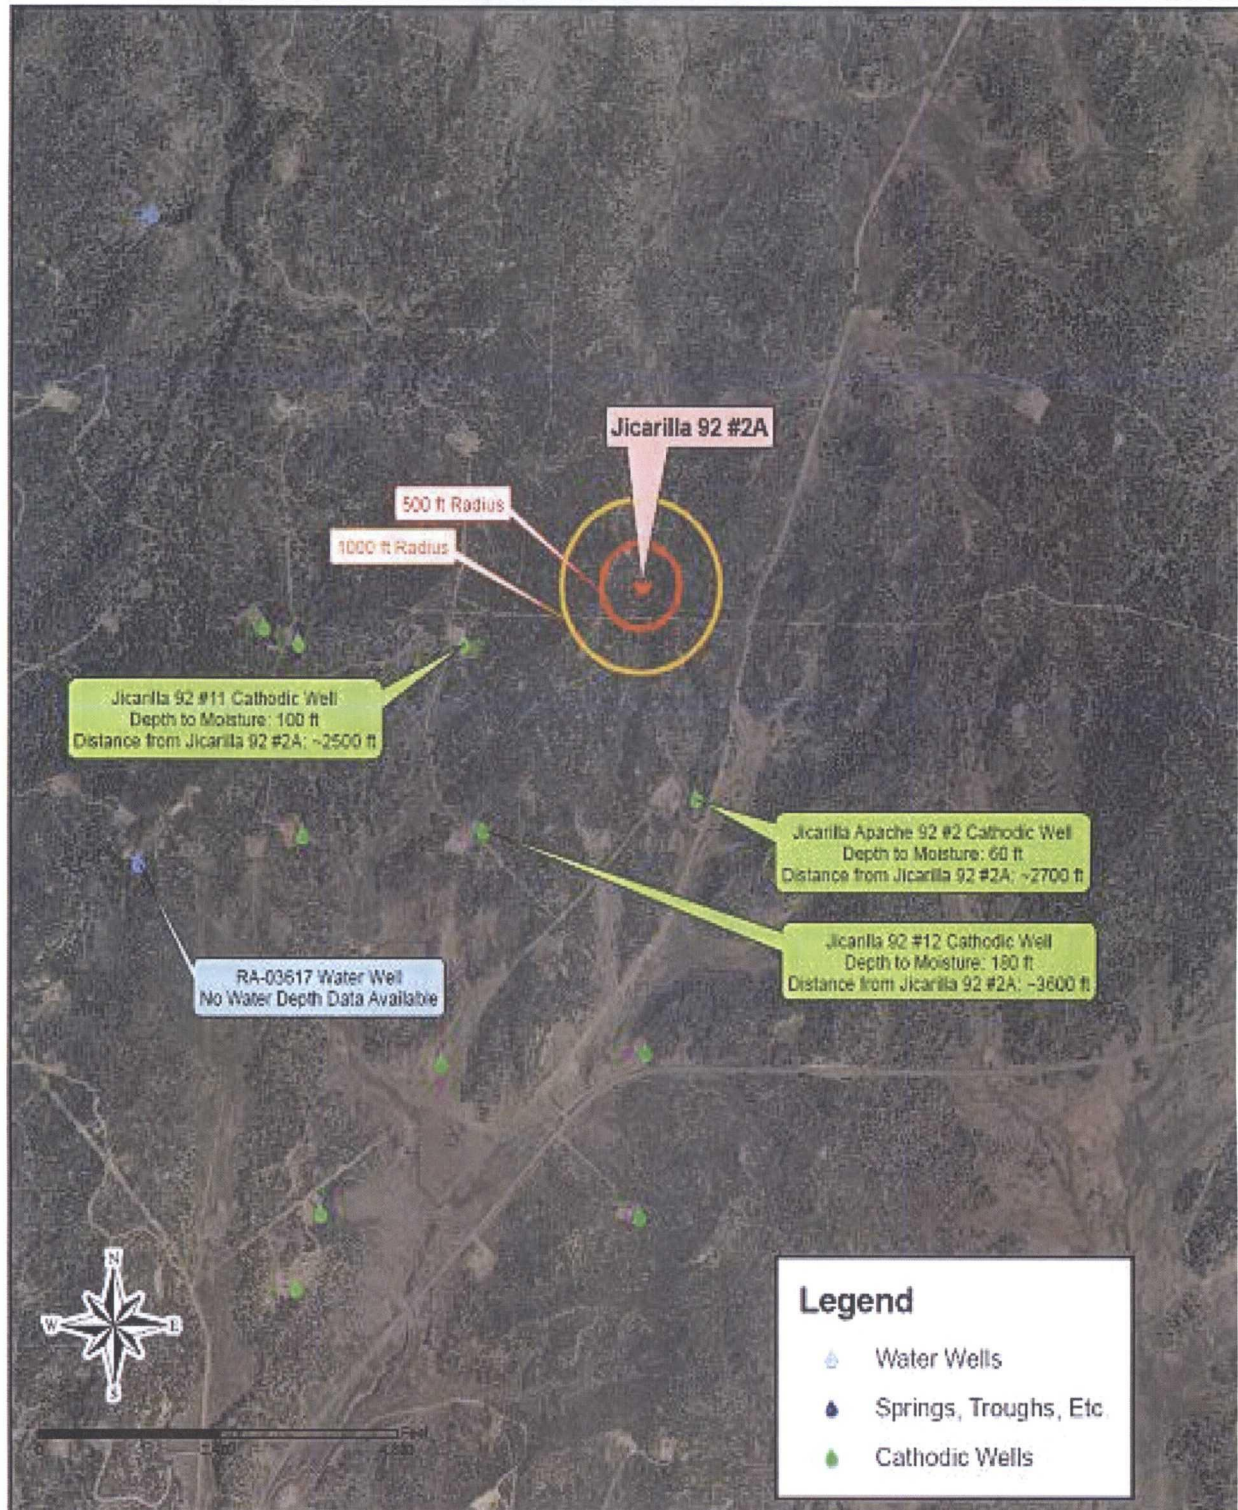 Jicarilla 92 #2A
500 ft Radius
1000 ft Radius
Jicarilla 92 #11 Cathodic Well
Depth to Moisture: 100 ft
Distance from Jicarilla 92 #2A: ~2500 ft
Jicarilla Apache 92 #2 Cathodic Well
Depth to Moisture: 60 ft
Distance from Jicarilla 92 #2A: ~2700 ft
Jicarilla 92 #12 Cathodic Well
Depth to Moisture: 180 ft
Distance from Jicarilla 92 #2A: ~3600 ft
RA-03617 Water Well
No Water Depth Data Available
N
W E
S
Legend
Water Wells
Springs, Troughs, Etc.
Cathodic Wells
Feet
0